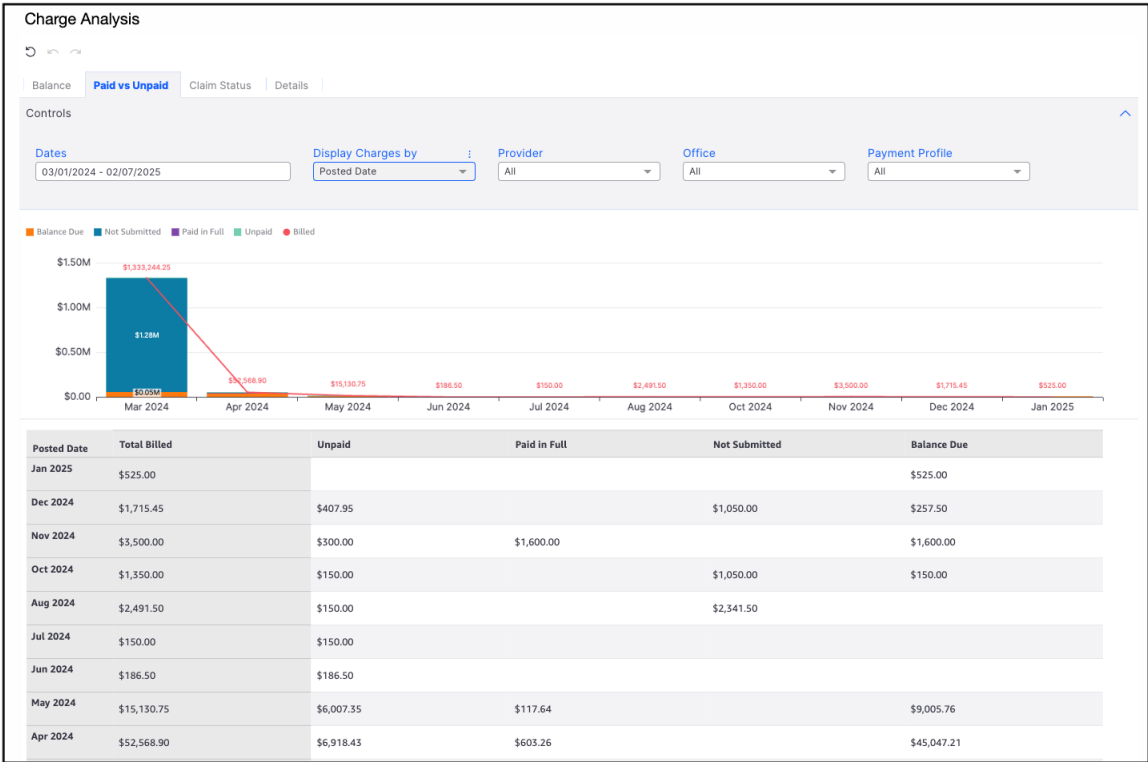 Charge Analysis
Balance Paid vs Unpaid Claim Status Details
Controls
Dates Display Charges by Provider Office Payment Profile
03/01/2024 - 02/07/2025 Posted Date All All All
Balance Due Not Submitted Paid in Full Unpaid Billed
$1.50M
$1,333,244.25
$1.00M
$1.28M
$0.50M
$52,568.90 $15,130.75 $186.50 $150.00 $2,491.50 $1,350.00 $3,500.00 $1,715.45 $525.00
$0.05M
$0.00
Mar 2024 Apr 2024 May 2024 Jun 2024 Jul 2024 Aug 2024 Oct 2024 Nov 2024 Dec 2024 Jan 2025
Posted Date Total Billed Unpaid Paid in Full Not Submitted Balance Due
Jan 2025 $525.00 $525.00
Dec 2024 $1,715.45 $407.95 $1,050.00 $257.50
Nov 2024 $3,500.00 $300.00 $1,600.00 $1,600.00
Oct 2024 $1,350.00 $150.00 $1,050.00 $150.00
Aug 2024 $2,491.50 $150.00 $2,341.50
Jul 2024 $150.00 $150.00
Jun 2024 $186.50 $186.50
May 2024 $15,130.75 $6,007.35 $117.64 $9,005.76
Apr 2024 $52,568.90 $6,918.43 $603.26 $45,047.21